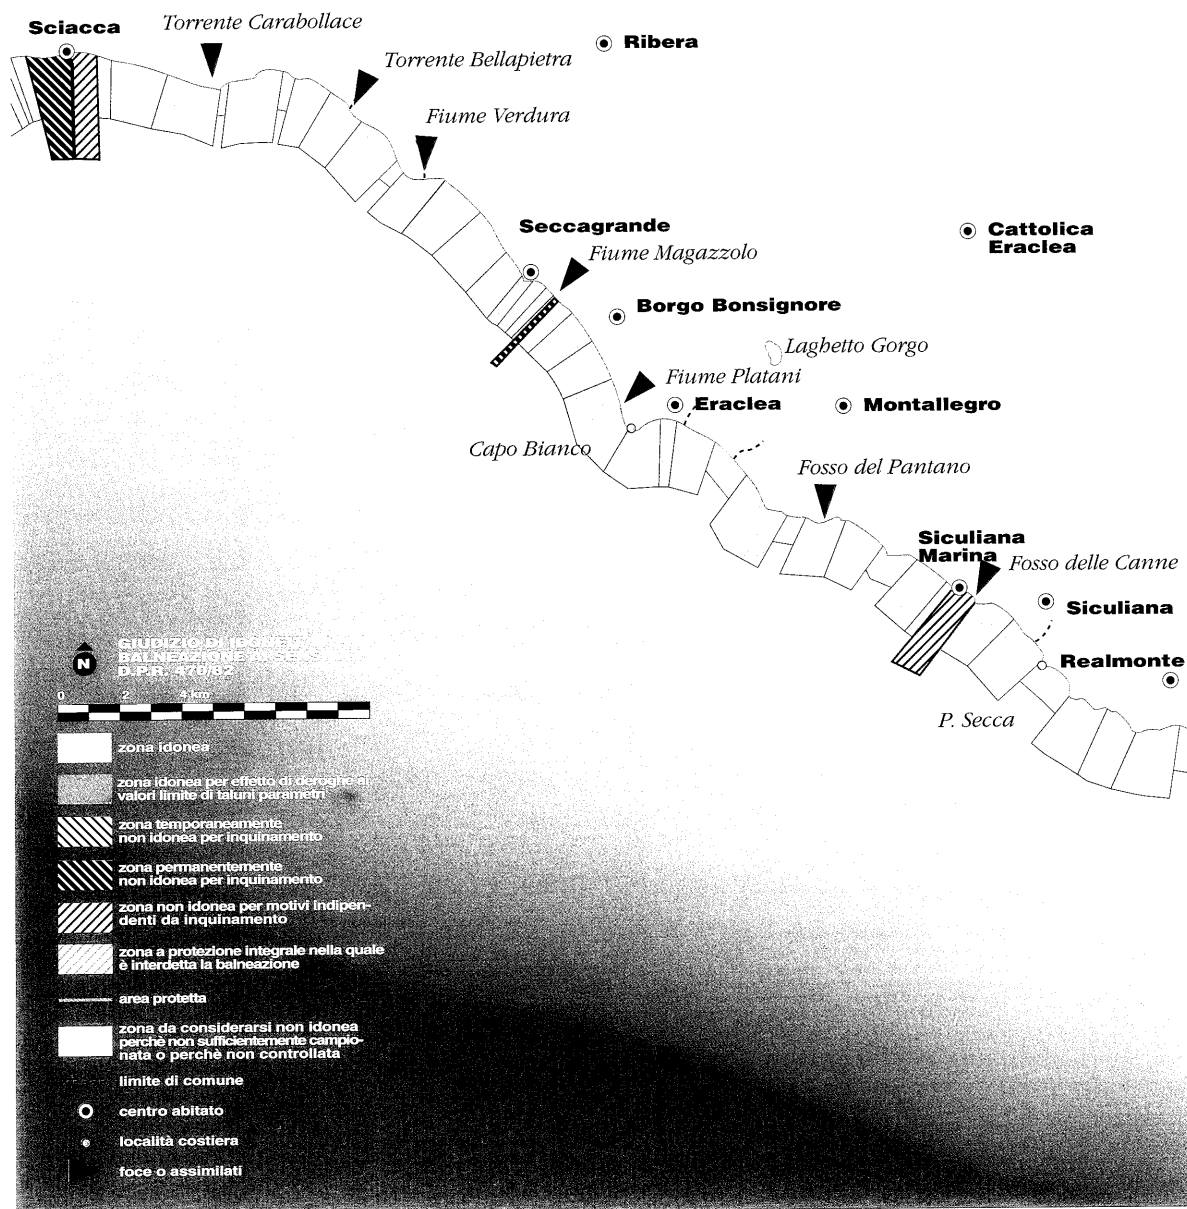 Sciacca
Torrente Carabollace
Ribera
Torrente Bellapietra
Fiume Verdura
Seccagrande
Fiume Magazzolo
Cattolica
Eraclea
Borgo Bonsignore
Laghetto Gorgo
Fiume Platani
Eraclea
Montallegro
Capo Bianco
Fosso del Pantano
Siculiana
Marina
Fosso delle Canne
Siculiana
Realmonte
P. Secca
N
GIUDIZIO DI
BALNEAZIONE
D.P.R. 470/82
0 2 4 km
zona idonea
zona idonea per effetto di deroghe ai
valori limite di taluni parametri
zona temporaneamente
non idonea per inquinamento
zona permanentemente
non idonea per inquinamento
zona non idonea per motivi indipen-
denti da inquinamento
zona a protezione integrale nella quale
è interdetta la balneazione
area protetta
zona da considerarsi non idonea
perchè non sufficientemente campio-
nata o perchè non controllata
limite di comune
centro abitato
località costiera
foce o assimilati